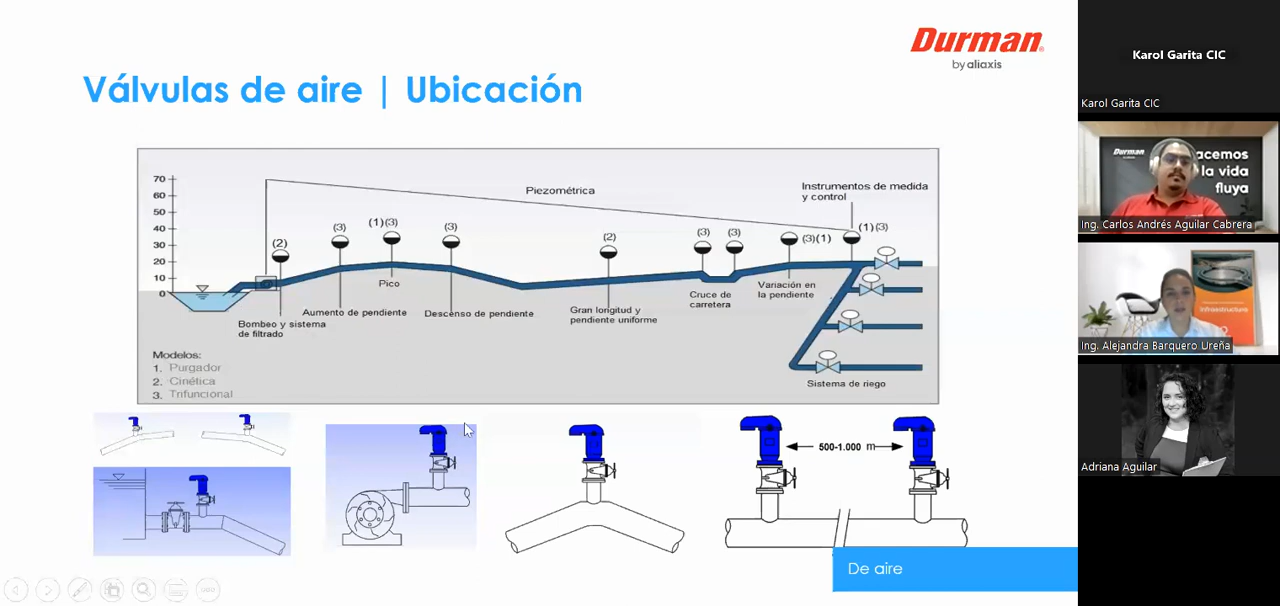 Durman
by aliaxis
Válvulas de aire | Ubicación
70
60
50
40
30
20
10
0
Piezométrica
Instrumentos de medida
y control
(2)
(3)
(1)(3)
(3)
(2)
(3)
(3)
(3)(1)
(1)(3)
Bombeo y sistema
de filtrado
Aumento de pendiente
Pico
Descenso de pendiente
Gran longitud y
pendiente uniforme
Cruce de
carretera
Variación en
la pendiente
Sistema de riego
Modelos:
1. Purgador
2. Cinética
3. Trifuncional
500-1.000 m
De aire
Karol Garita CIC
Karol Garita CIC
Durman
acemos
la vida
fluya
Ing. Carlos Andrés Aguilar Cabrera
Infraestructura
Ing. Alejandra Barquero Ureña
Adriana Aguilar